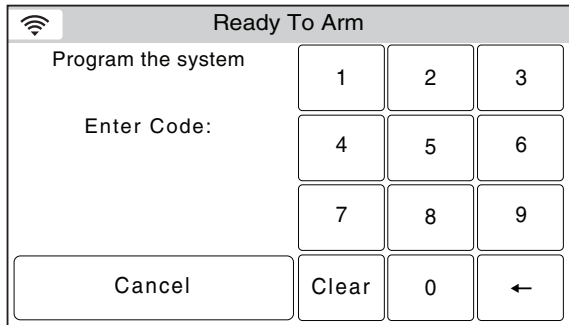 Ready To Arm
Program the system
Enter Code:
1 2 3
4 5 6
7 8 9
Cancel Clear 0 ←